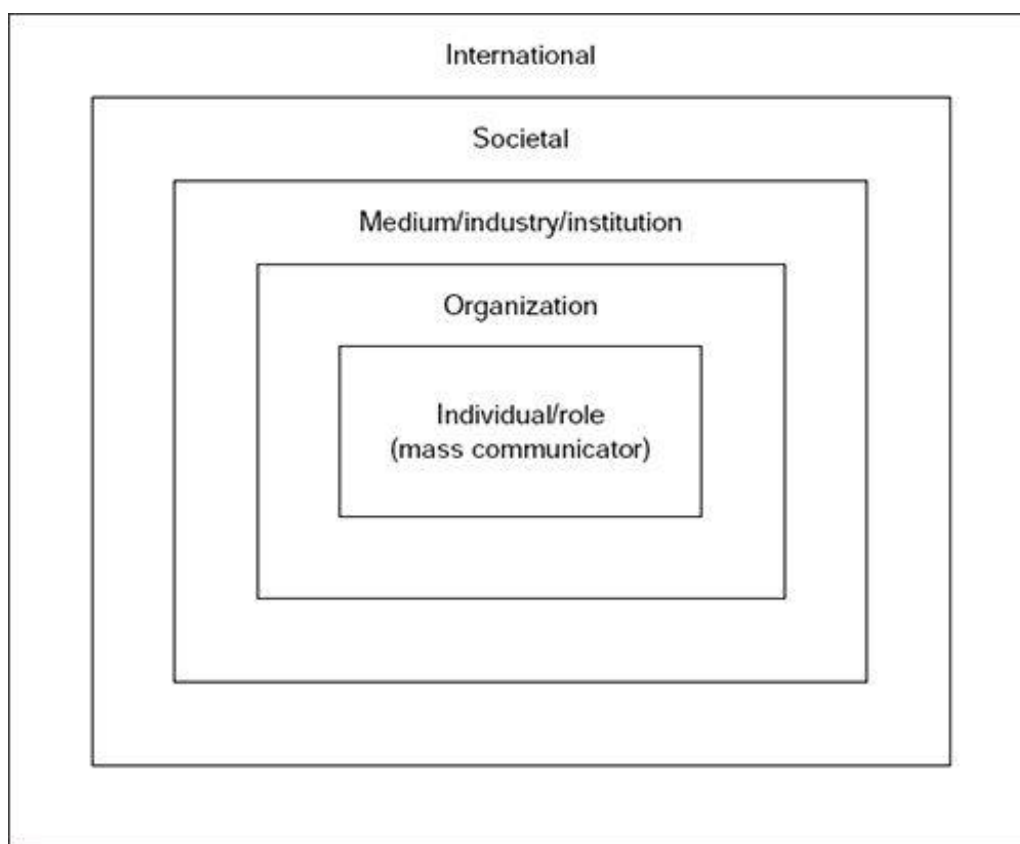 International
Societal
Medium/industry/institution
Organization
Individual/role
(mass communicator)